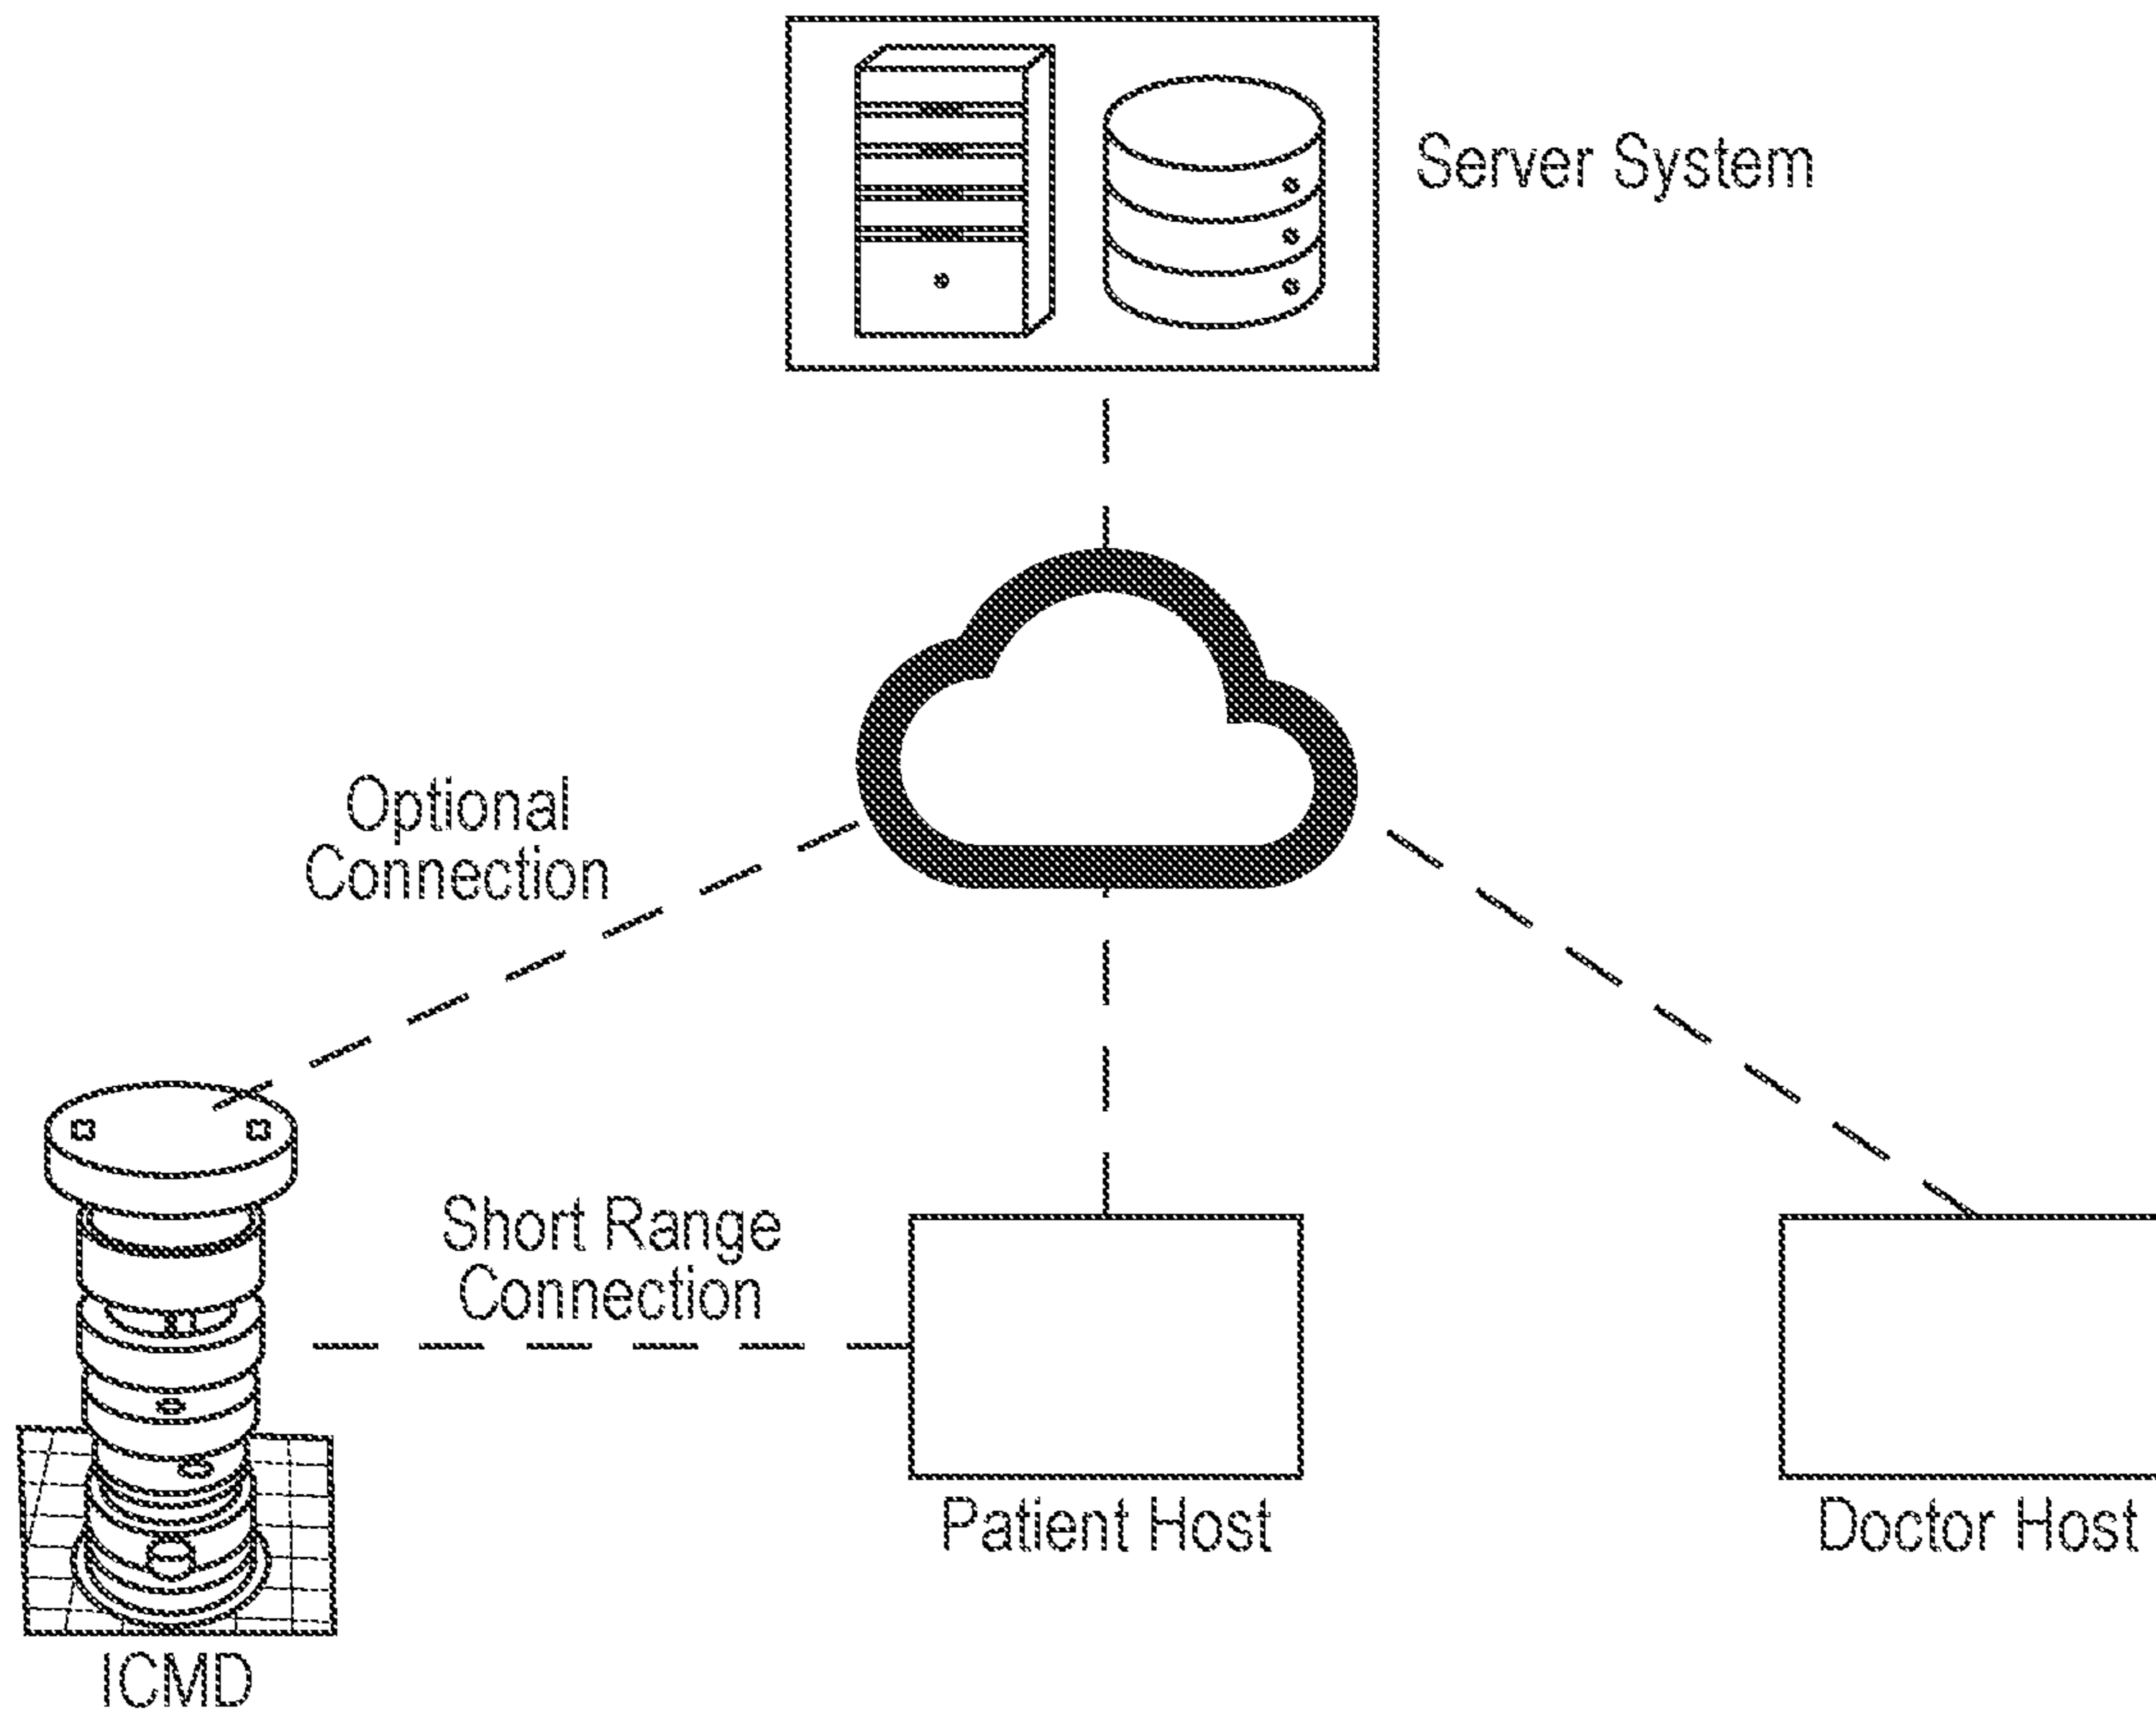 Server System
Optional
Connection
Short Range
Connection
Patient Host
Doctor Host
ICMD